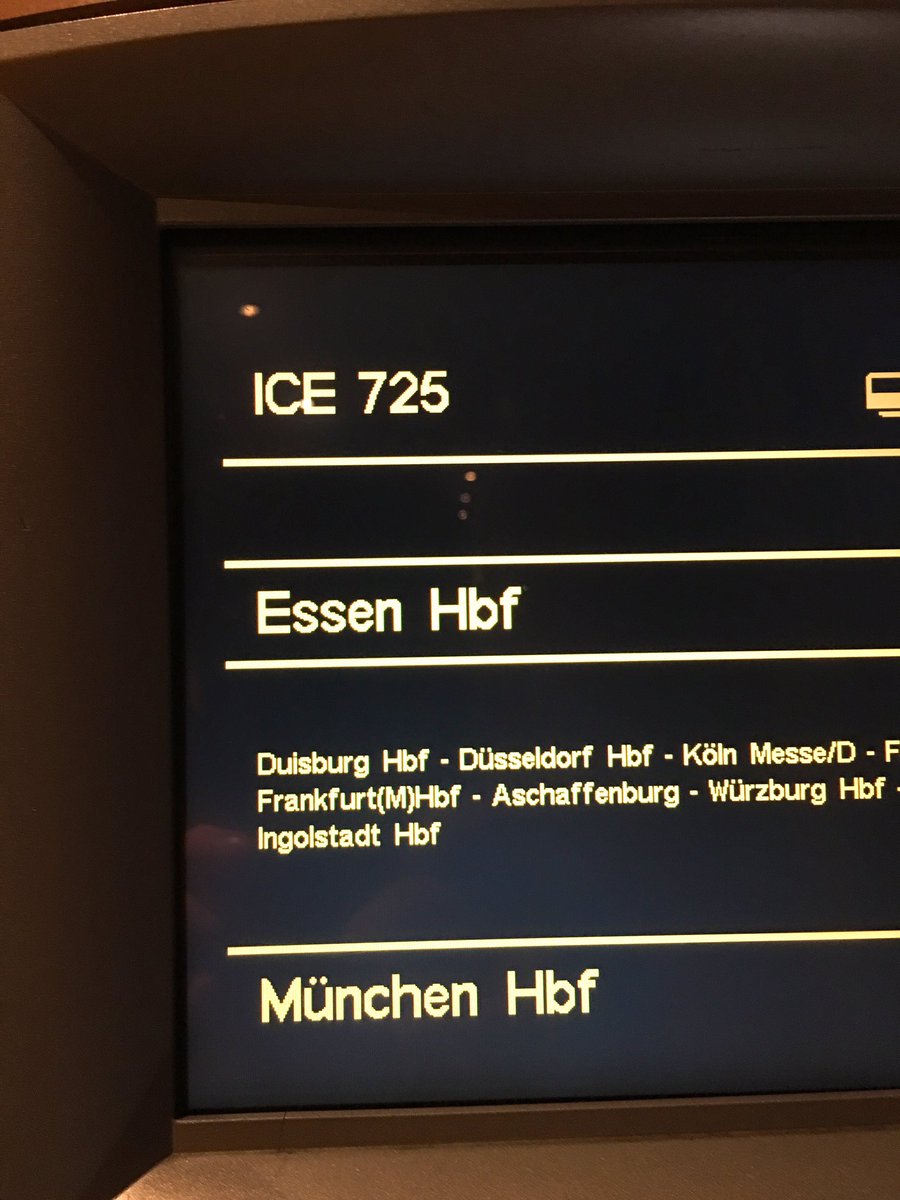 ICE 725
Essen Hbf
Duisburg Hbf - Düsseldorf Hbf - Köln Messe/D - F
Frankfurt(M)Hbf - Aschaffenburg - Würzburg Hbf -
Ingolstadt Hbf
München Hbf